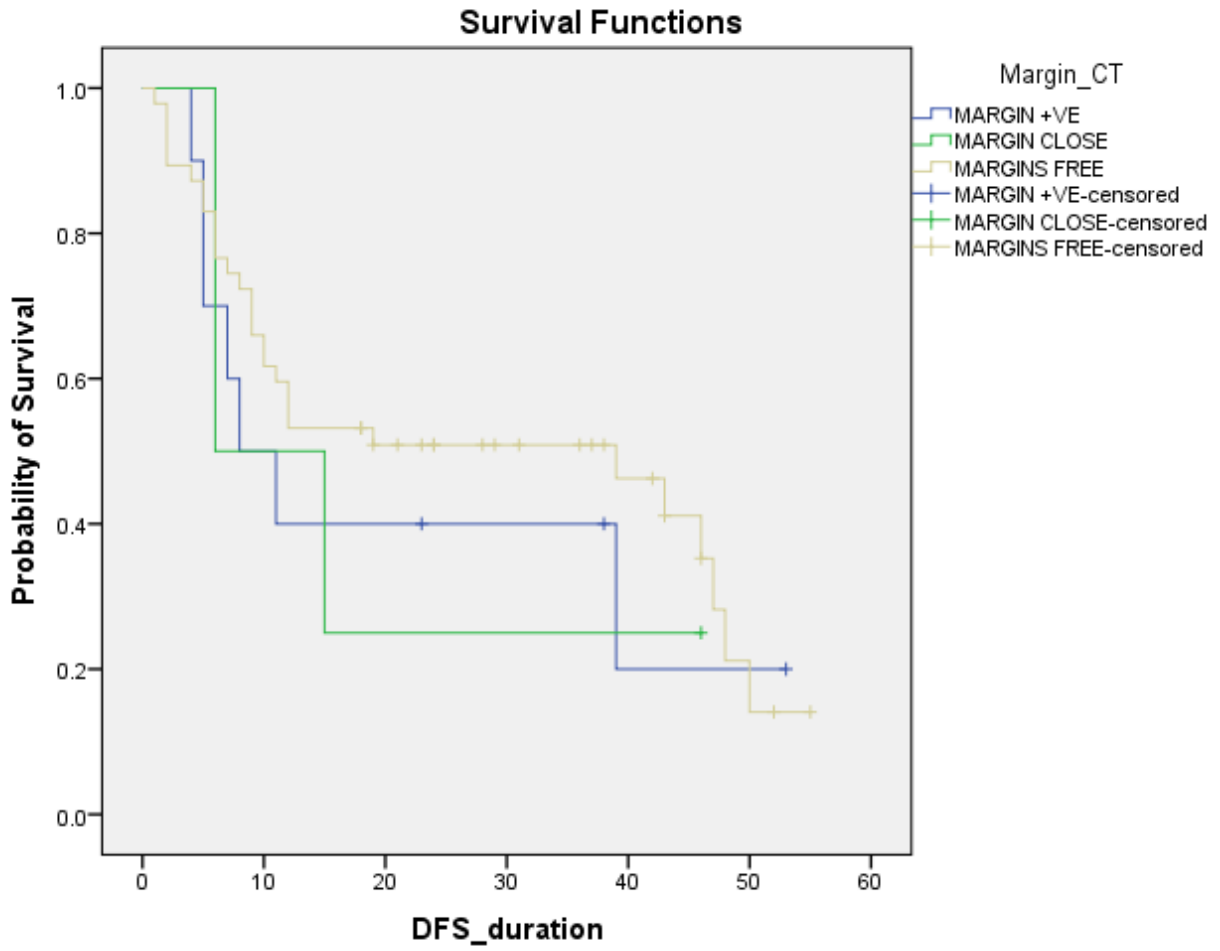 Survival Functions
Margin_CT
MARGIN +VE
MARGIN CLOSE
MARGINS FREE
MARGIN +VE-censored
MARGIN CLOSE-censored
MARGINS FREE-censored
Probability of Survival
1.0
0.8
0.6
0.4
0.2
0.0
0 10 20 30 40 50 60
DFS_duration